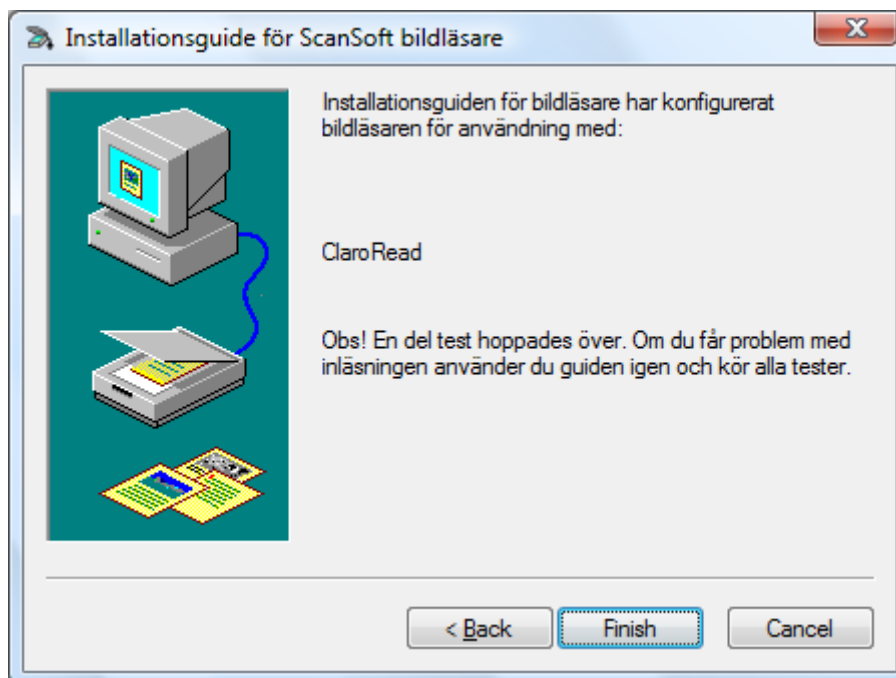 Installationsguide för ScanSoft bildläsare
Installationsguiden för bildläsare har konfigurerat
bildläsaren för användning med:
ClaroRead
Obs! En del test hoppades över. Om du får problem med
inläsningen använder du guiden igen och kör alla tester.
< Back
Finish
Cancel